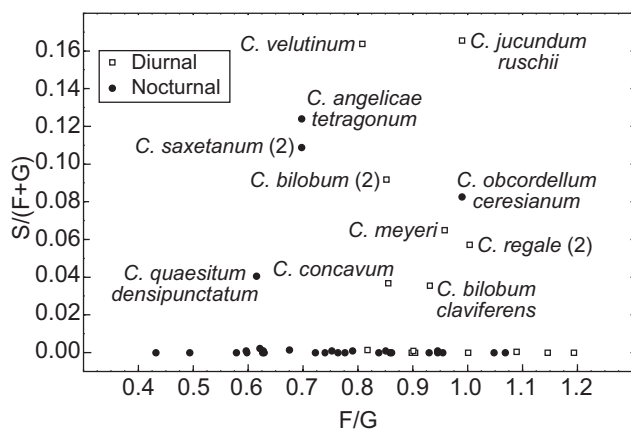 C. velutinum
C. jucundum
ruschii
Diurnal
Nocturnal
C. angelicae
tetragonum
C. saxetanum (2)
C. bilobum (2)
C. obcordellum
ceresianum
C. meyeri
C. regale (2)
C. quaesitum
densipunctatum
C. concavum
C. bilobum
claviferens
S/(F+G)
0.16
0.14
0.12
0.10
0.08
0.06
0.04
0.02
0.00
0.4 0.5 0.6 0.7 0.8 0.9 1.0 1.1 1.2
F/G